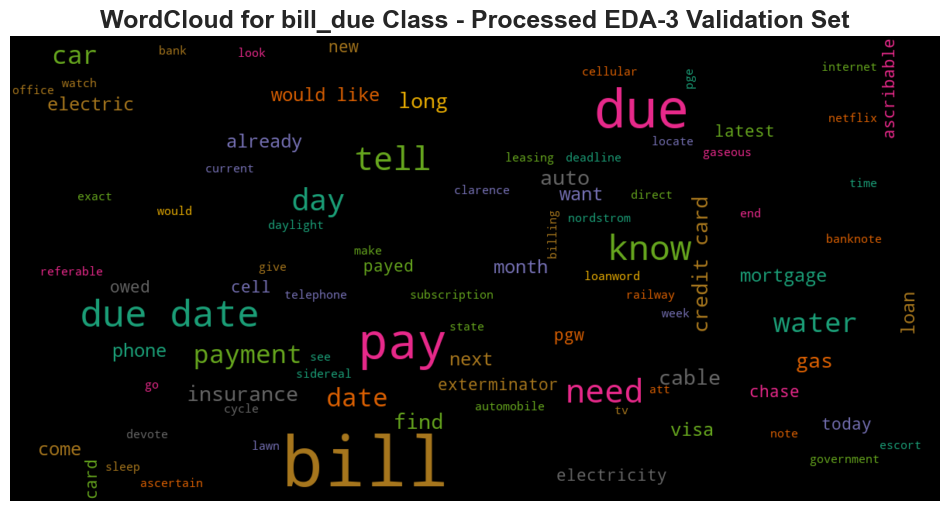 WordCloud for bill_due Class - Processed EDA-3 Validation Set
car
bank
look
new
cellular
pge
internet
ascribable
office
watch
electric
would like
long
due
netflix
already
latest
locate
gaseous
current
tell
leasing
deadline
auto
time
exact
would
day
clarence
want
direct
daylight
billing
nordstrom
know
credit card
end
banknote
referable
make
give
payed
month
loanword
mortgage
owed
cell
telephone
subscription
railway
loan
due date
pay
state
week
water
phone
payment
see
next
pgw
gas
sidereal
go
insurance
date
exterminator
need
att
cable
chase
cycle
automobile
tv
find
visa
note
today
devote
come
lawn
bill
escort
card
sleep
ascertain
electricity
government